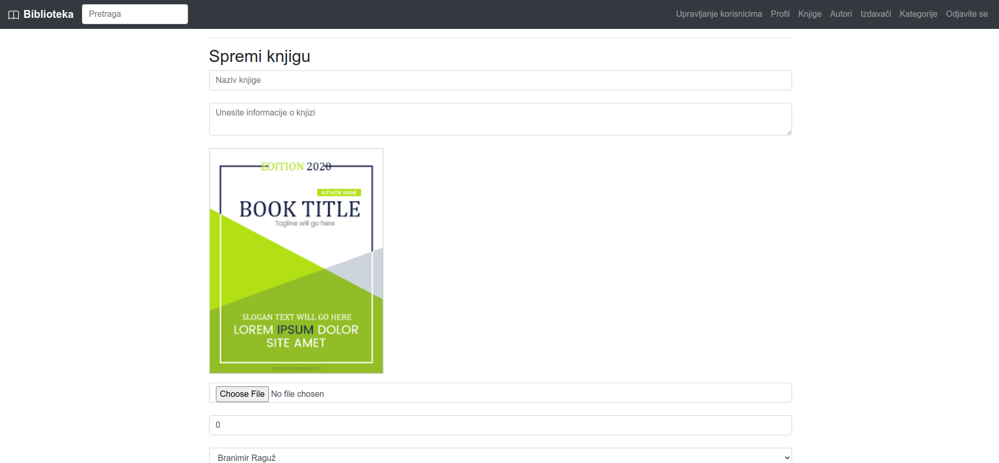 Biblioteka
Pretraga
Upravljanje korisnicima Profil Knjige Autori Izdavači Kategorije Odjavite se
Spremi knjigu
Naziv knjige
Unesite informacije o knjizi
EDITION 2020
AUTHOR NAME
BOOK TITLE
Tagline will go here
SLOGAN TEXT WILL GO HERE
LOREM IPSUM DOLOR
SITE AMET
Choose File No file chosen
0
Branimir Raguž